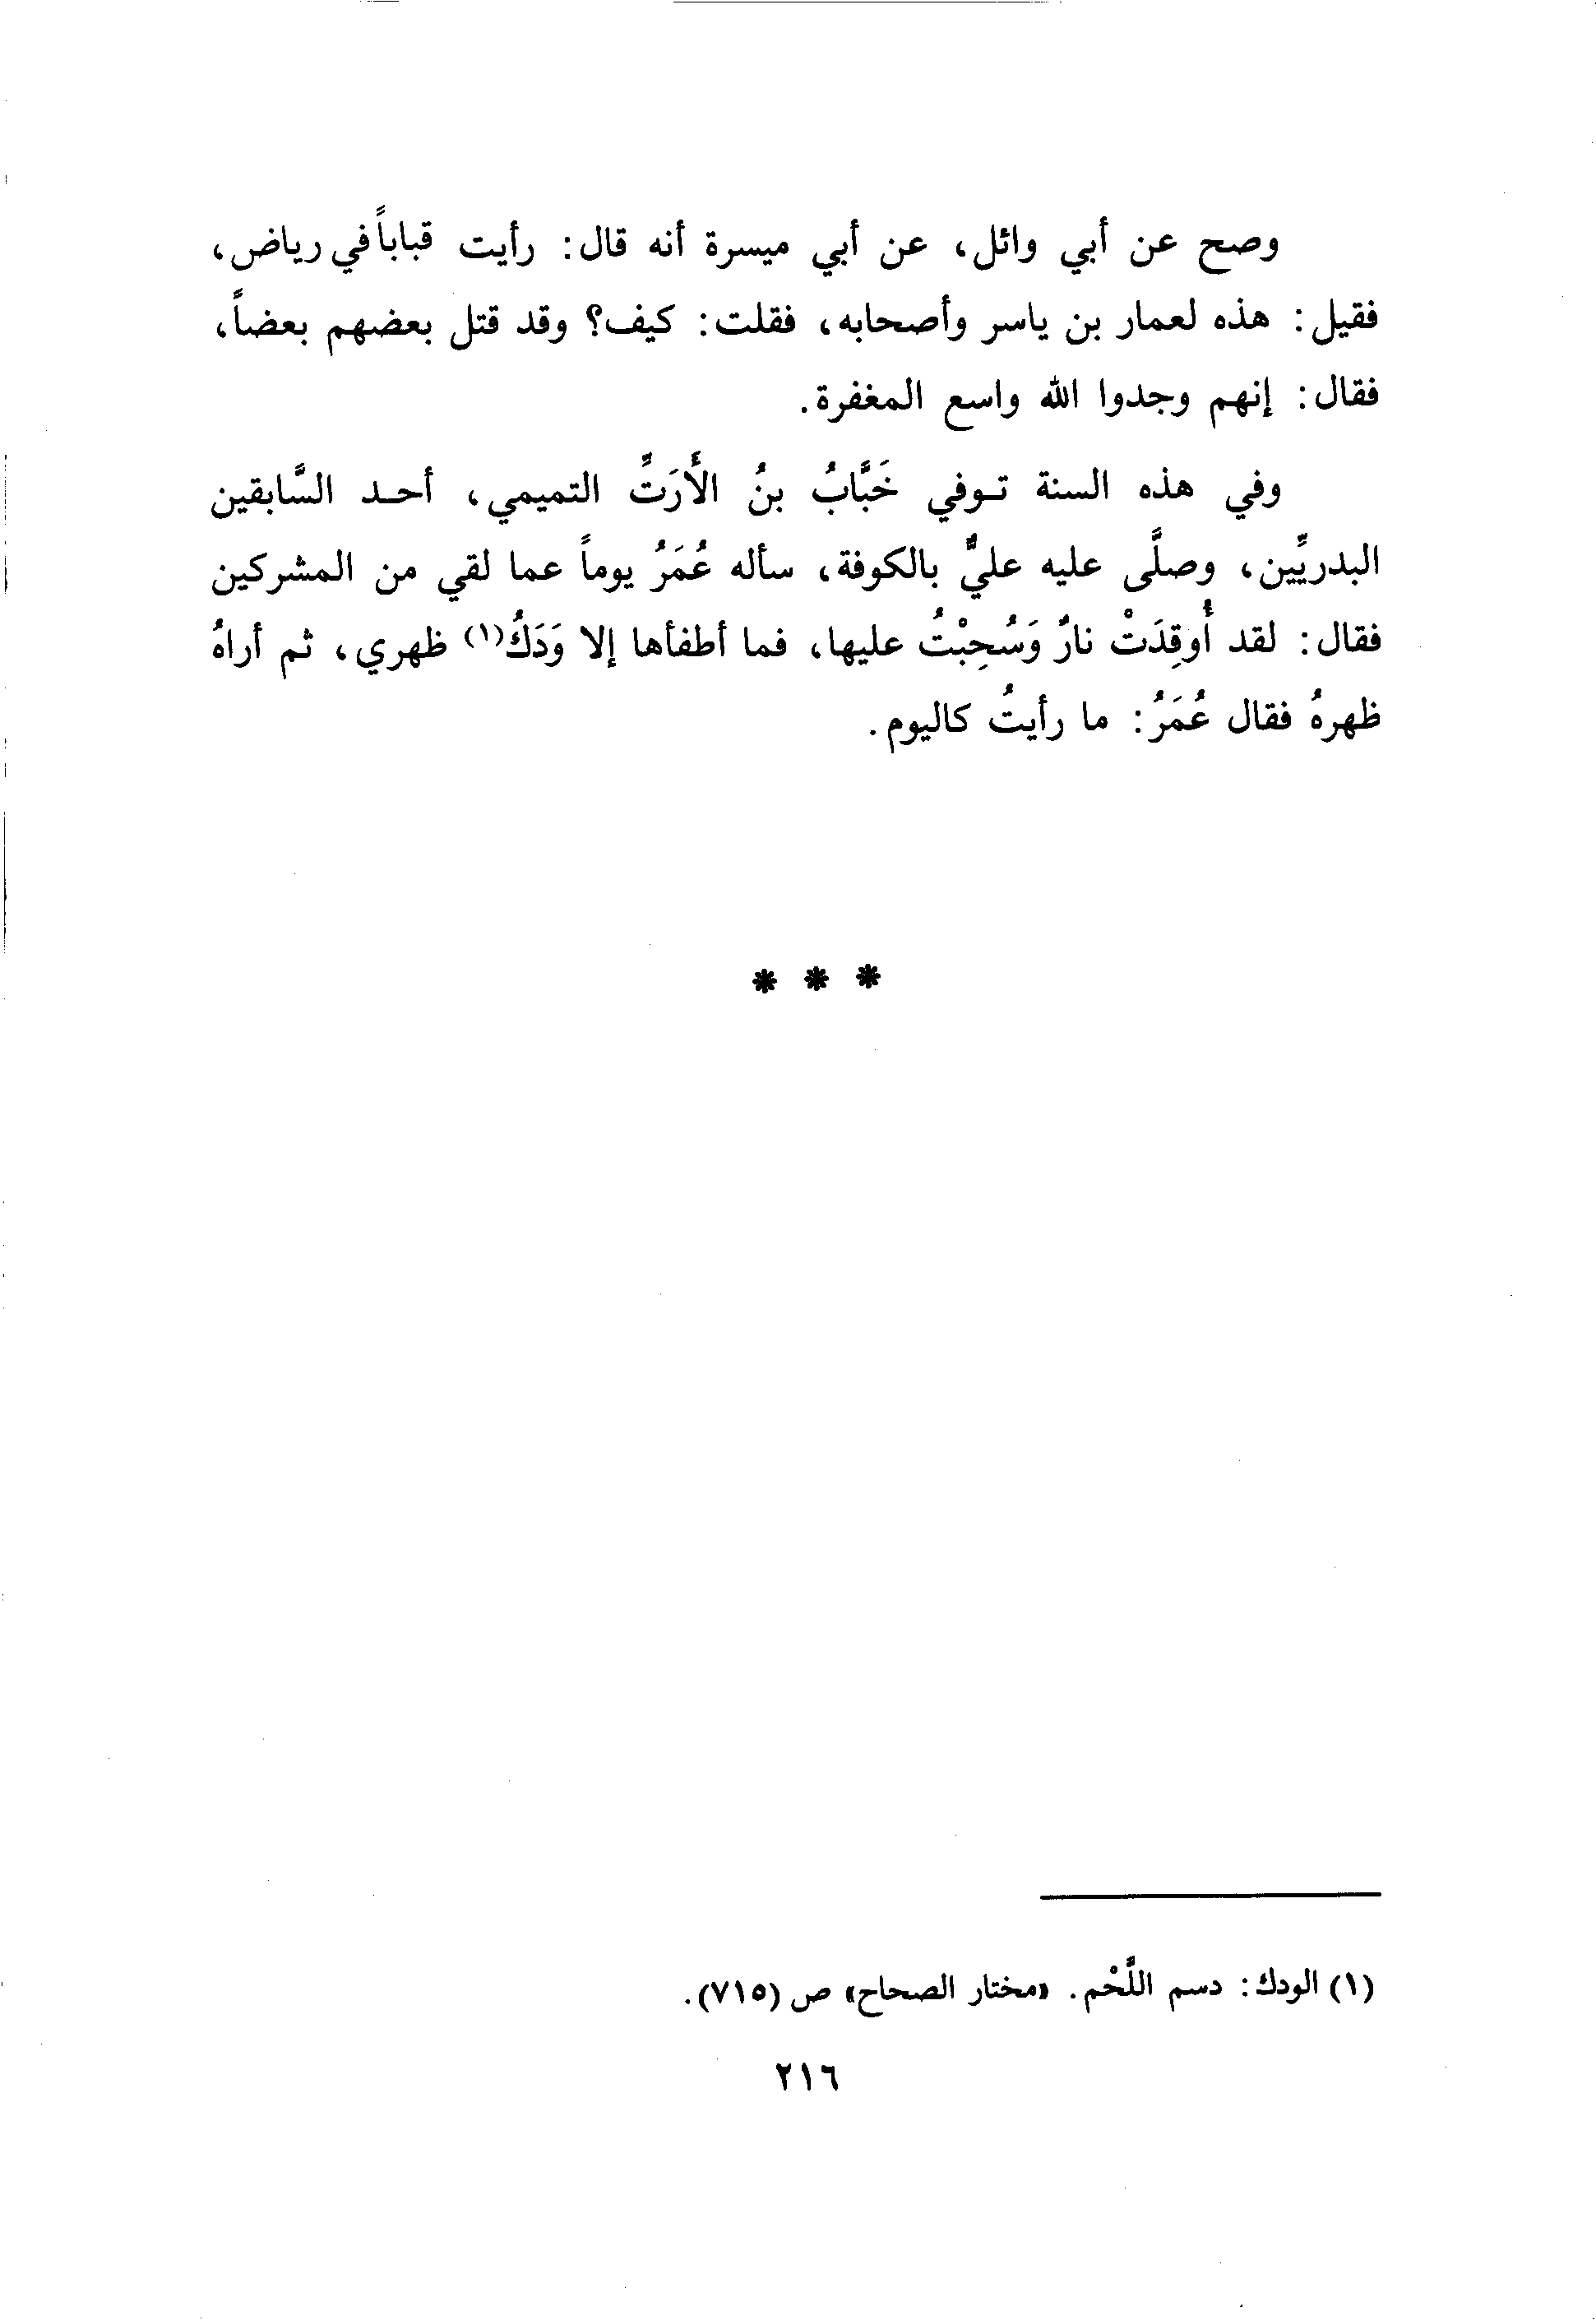 وصح عن أبي وائل، عن أبي ميسرة أنه قال: رأيت قباباً في رياض،
فقيل: هذه لعمار بن ياسر وأصحابه، فقلت: كيف؟ وقد قتل بعضهم بعضاً،
فقال: إنهم وجدوا الله واسع المغفرة.
وفي هذه السنة تـوفي خَبَّابُ بنُ الأَرَتِّ التميمي، أحـد السَّابقين
البدريِّين، وصلَّى عليه عليٌّ بالكوفة، سأله عُمَرُ يوماً عما لقي من المشركين
فقال: لقد أُوقِدَتْ نارٌ وَسُحِبْتُ عليها، فما أطفأها إلا وَدَكُ(١) ظهري، ثم أراهُ
ظهرهُ فقال عُمَرُ: ما رأيتُ كاليوم.
* * *
(١) الودك: دسم اللَّحْم. «مختار الصحاح» ص (٧١٥).
٢١٦